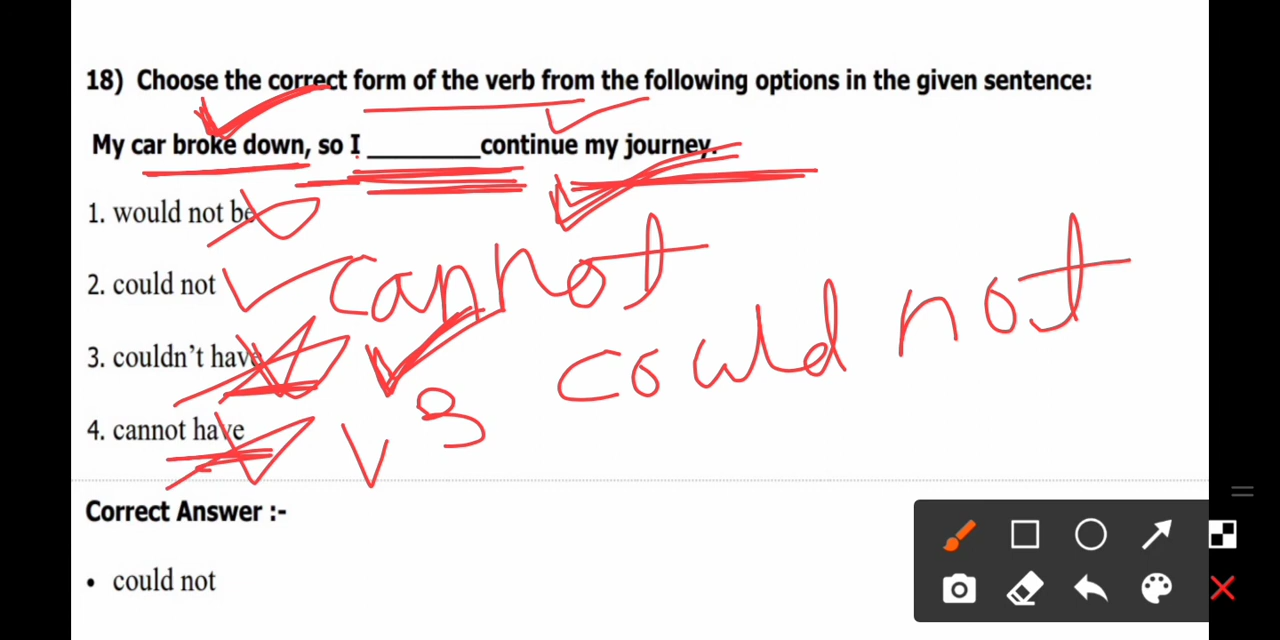 18) Choose the correct form of the verb from the following options in the given sentence:
My car broke down, so I ________ continue my journey.
1. would not be
2. could not
cannot
could not
3. couldn't have
V3
4. cannot have
Correct Answer :-
• could not